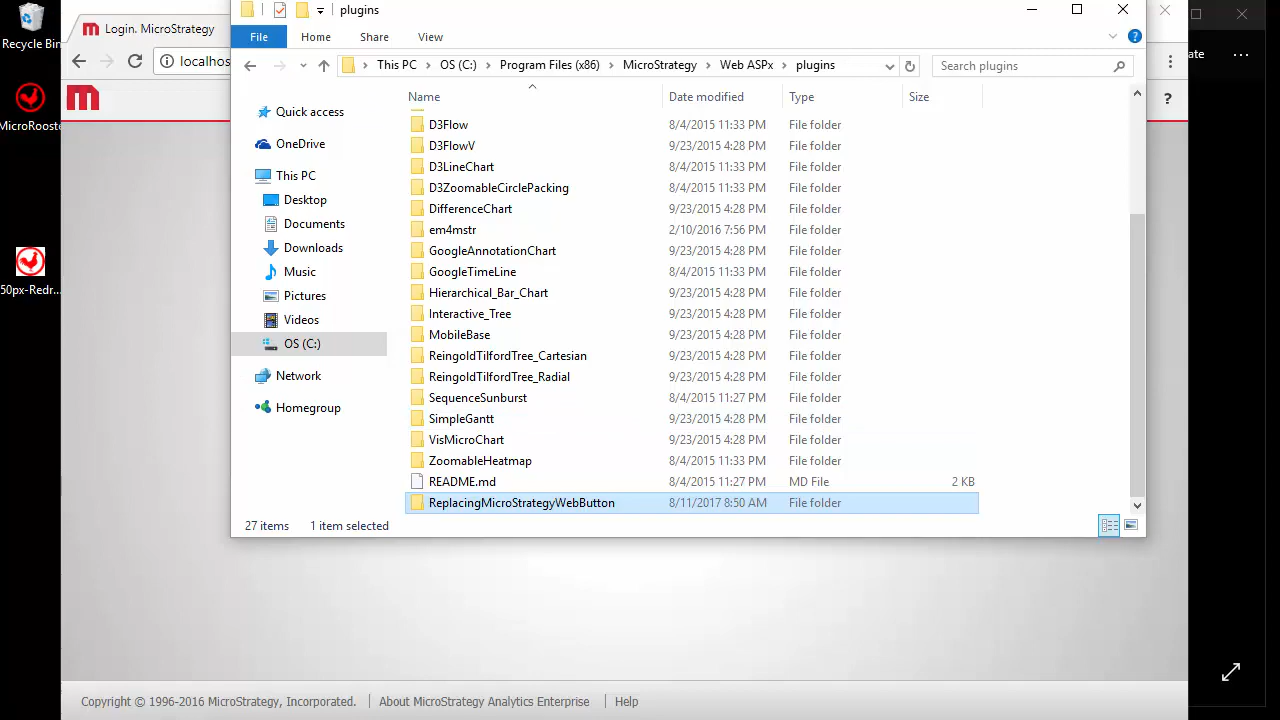 Recycle Bin
MicroRooste
50px-Redr...
Login. MicroStrategy
localhos
plugins
File Home Share View
This PC > OS (C:) > Program Files (x86) > MicroStrategy > Web ASPx > plugins
Search plugins
ate
Quick access
OneDrive
This PC
Desktop
Documents
Downloads
Music
Pictures
Videos
OS (C:)
Network
Homegroup
Name Date modified Type Size
D3Flow 8/4/2015 11:33 PM File folder
D3FlowV 9/23/2015 4:28 PM File folder
D3LineChart 8/4/2015 11:33 PM File folder
D3ZoomableCirclePacking 8/4/2015 11:33 PM File folder
DifferenceChart 9/23/2015 4:28 PM File folder
em4mstr 2/10/2016 7:56 PM File folder
GoogleAnnotationChart 9/23/2015 4:28 PM File folder
GoogleTimeLine 8/4/2015 11:33 PM File folder
Hierarchical_Bar_Chart 9/23/2015 4:28 PM File folder
Interactive_Tree 9/23/2015 4:28 PM File folder
MobileBase 9/23/2015 4:28 PM File folder
ReingoldTilfordTree_Cartesian 9/23/2015 4:28 PM File folder
ReingoldTilfordTree_Radial 9/23/2015 4:28 PM File folder
SequenceSunburst 8/4/2015 11:27 PM File folder
SimpleGantt 9/23/2015 4:28 PM File folder
VisMicroChart 9/23/2015 4:28 PM File folder
ZoomableHeatmap 8/4/2015 11:33 PM File folder
README.md 8/4/2015 11:27 PM MD File 2 KB
ReplacingMicroStrategyWebButton 8/11/2017 8:50 AM File folder
27 items 1 item selected
Copyright © 1996-2016 MicroStrategy, Incorporated. | About MicroStrategy Analytics Enterprise | Help